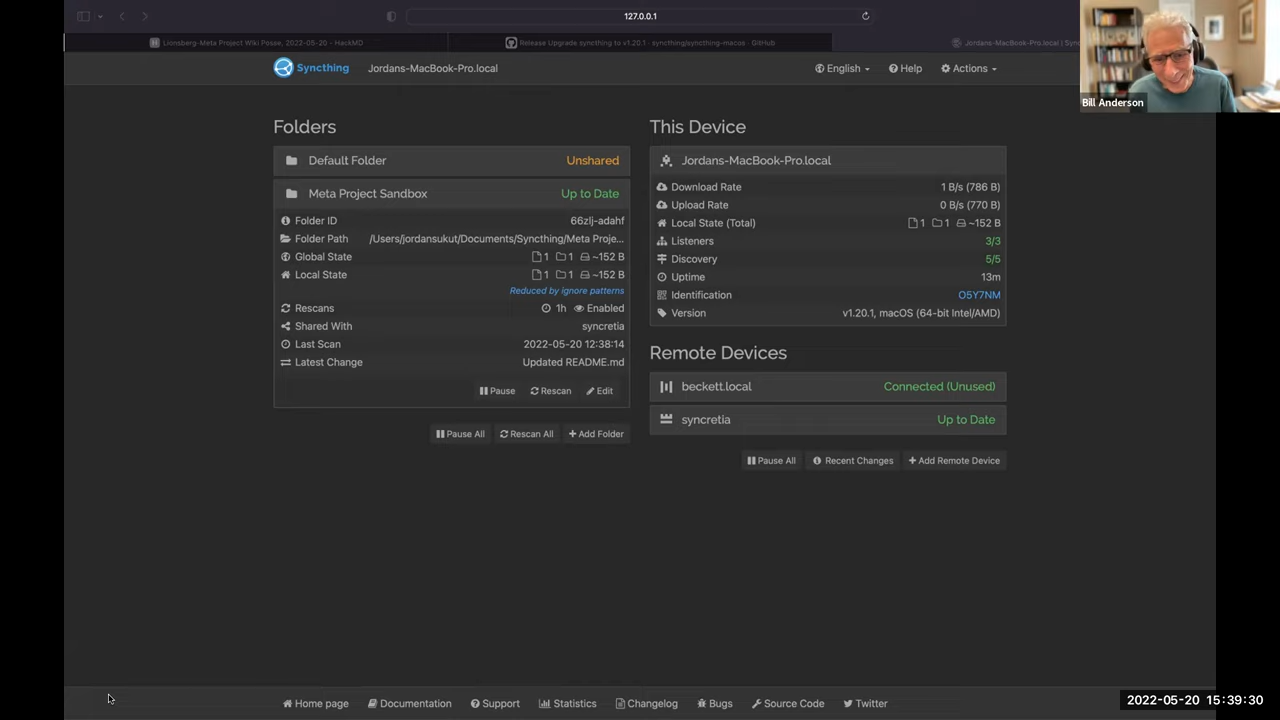 127.0.0.1
Lionsberg-Meta Project Wiki Posse, 2022-05-20 - HackMD
Release Upgrade syncthing to v1.20.1 · syncthing/syncthing-macos · GitHub
Jordans-MacBook-Pro.local | Sync
Syncthing
Jordans-MacBook-Pro.local
English
Help
Actions
Bill Anderson
Folders
Default Folder Unshared
Meta Project Sandbox Up to Date
Folder ID 66zlj-adahf
Folder Path /Users/jordansukut/Documents/Syncthing/Meta Proje...
Global State 1 1 ~152 B
Local State 1 1 ~152 B
Reduced by ignore patterns
Rescans 1h Enabled
Shared With syncretia
Last Scan 2022-05-20 12:38:14
Latest Change Updated README.md
Pause Rescan Edit
Pause All Rescan All Add Folder
This Device
Jordans-MacBook-Pro.local
Download Rate 1 B/s (786 B)
Upload Rate 0 B/s (770 B)
Local State (Total) 1 1 ~152 B
Listeners 3/3
Discovery 5/5
Uptime 13m
Identification O5Y7NM
Version v1.20.1, macOS (64-bit Intel/AMD)
Remote Devices
beckett.local Connected (Unused)
syncretia Up to Date
Pause All Recent Changes Add Remote Device
Home page Documentation Support Statistics Changelog Bugs Source Code Twitter
2022-05-20 15:39:30